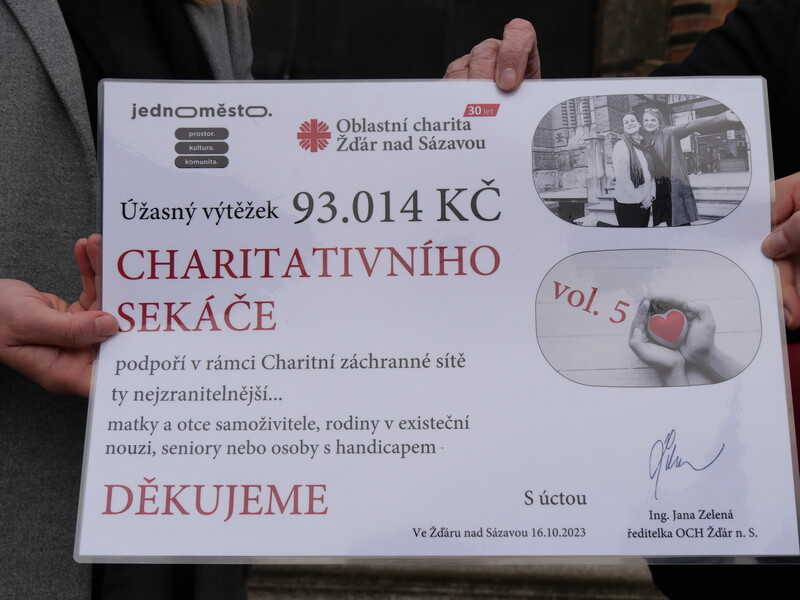 jednoměsto.
prostor.
kultura.
komunita.
30 let
Oblastní charita
Žďár nad Sázavou
Úžasný výtěžek 93.014 KČ
CHARITATIVNÍHO
SEKÁČE
vol. 5
podpoří v rámci Charitní záchranné sítě
ty nejzranitelnější...
matky a otce samoživitele, rodiny v existeční
nouzi, seniory nebo osoby s handicapem
DĚKUJEME
S úctou
Ing. Jana Zelená
Ve Žďáru nad Sázavou 16.10.2023
ředitelka OCH Žďár n. S.